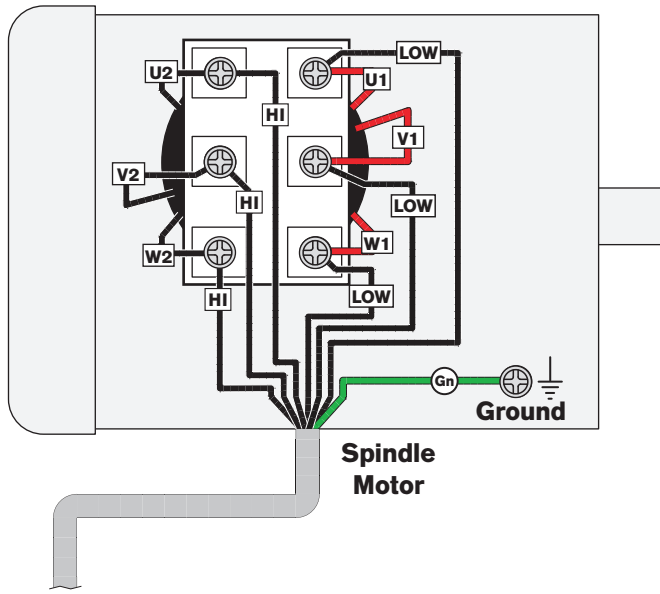 LOW
U2
U1
HI
V1
V2
HI
LOW
W1
W2
HI
LOW
Gn
Ground
Spindle
Motor